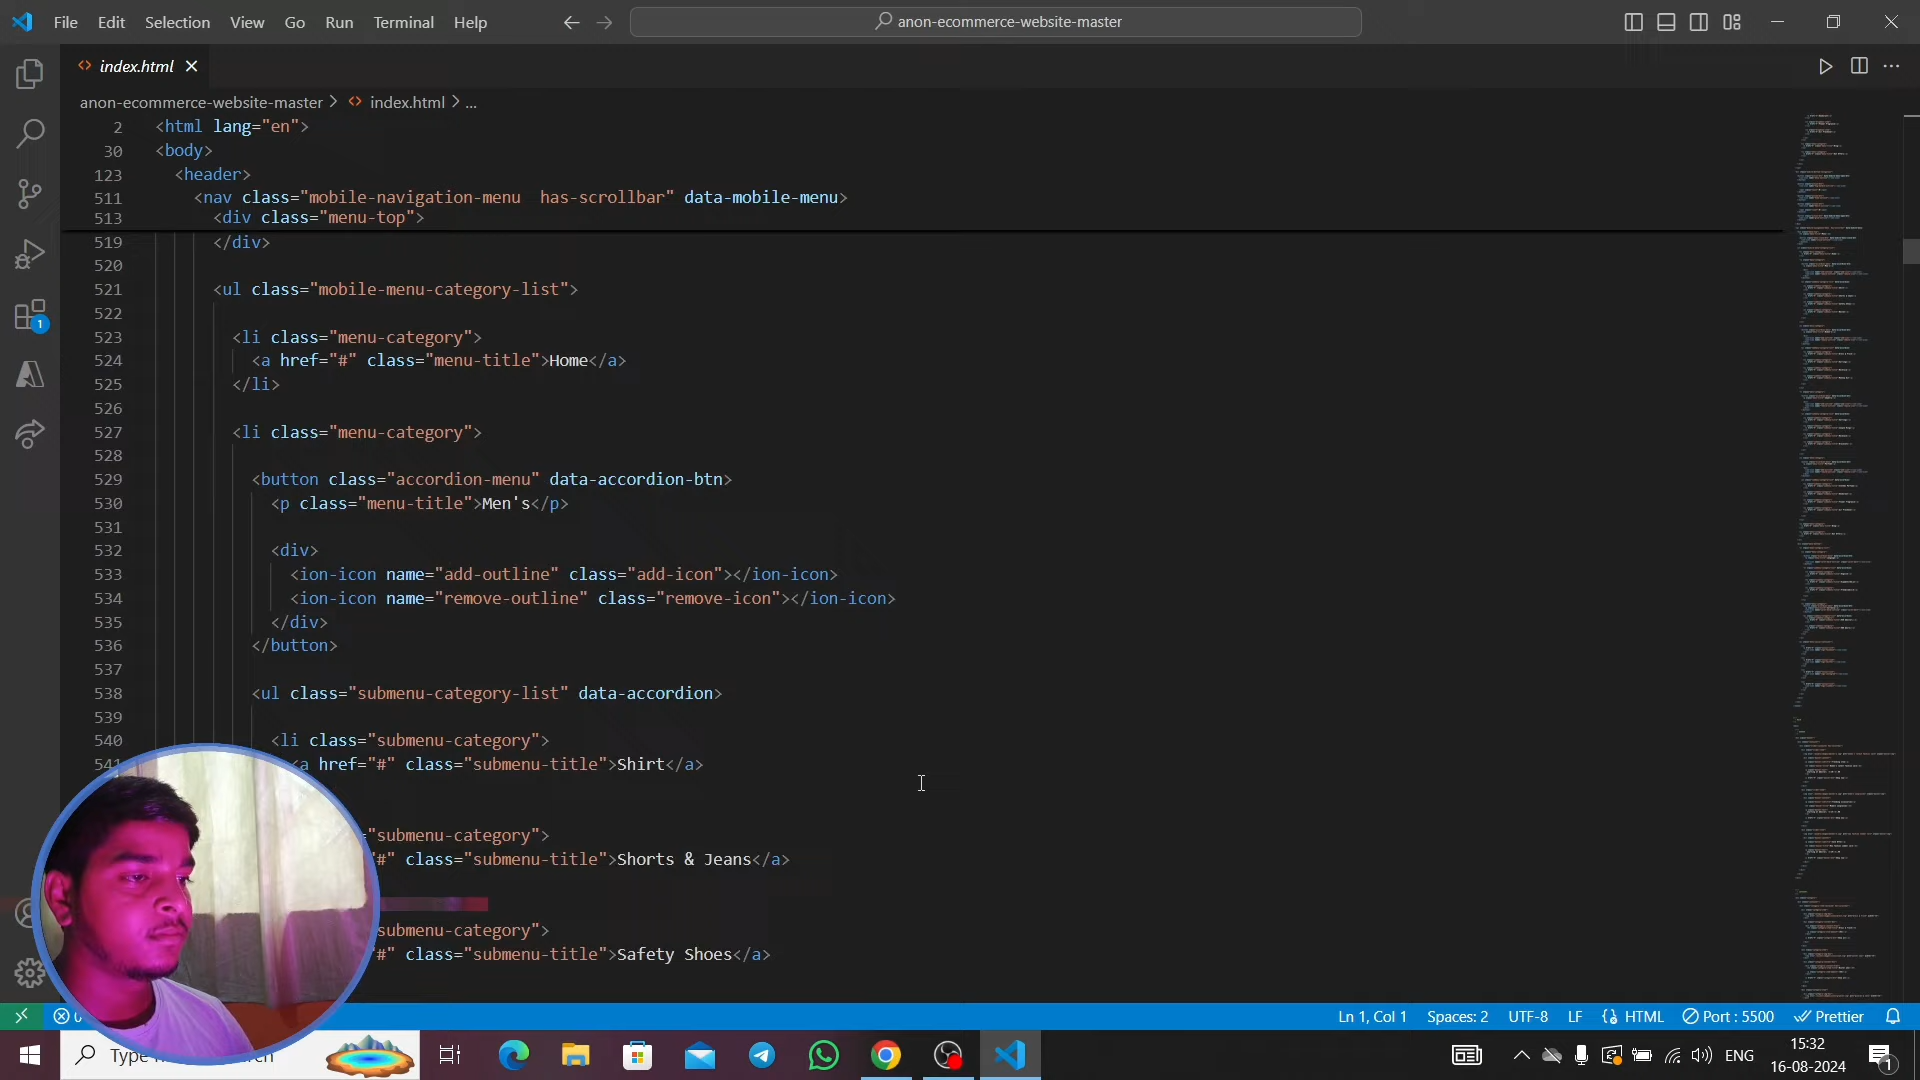 File Edit Selection View Go Run Terminal Help
anon-ecommerce-website-master
index.html
anon-ecommerce-website-master > index.html > ...
2 <html lang="en">
30 <body>
123 <header>
511 <nav class="mobile-navigation-menu  has-scrollbar" data-mobile-menu>
513 <div class="menu-top">
519 </div>
520
521 <ul class="mobile-menu-category-list">
522
523 <li class="menu-category">
524 <a href="#" class="menu-title">Home</a>
525 </li>
526
527 <li class="menu-category">
528
529 <button class="accordion-menu" data-accordion-btn>
530 <p class="menu-title">Men's</p>
531
532 <div>
533 <ion-icon name="add-outline" class="add-icon"></ion-icon>
534 <ion-icon name="remove-outline" class="remove-icon"></ion-icon>
535 </div>
536 </button>
537
538 <ul class="submenu-category-list" data-accordion>
539
540 <li class="submenu-category">
541 a href="#" class="submenu-title">Shirt</a>
"submenu-category">
"#" class="submenu-title">Shorts & Jeans</a>
"submenu-category">
"#" class="submenu-title">Safety Shoes</a>
1
Ln 1, Col 1 Spaces: 2 UTF-8 LF HTML Port : 5500 Prettier
Type
ENG
15:32
16-08-2024
1